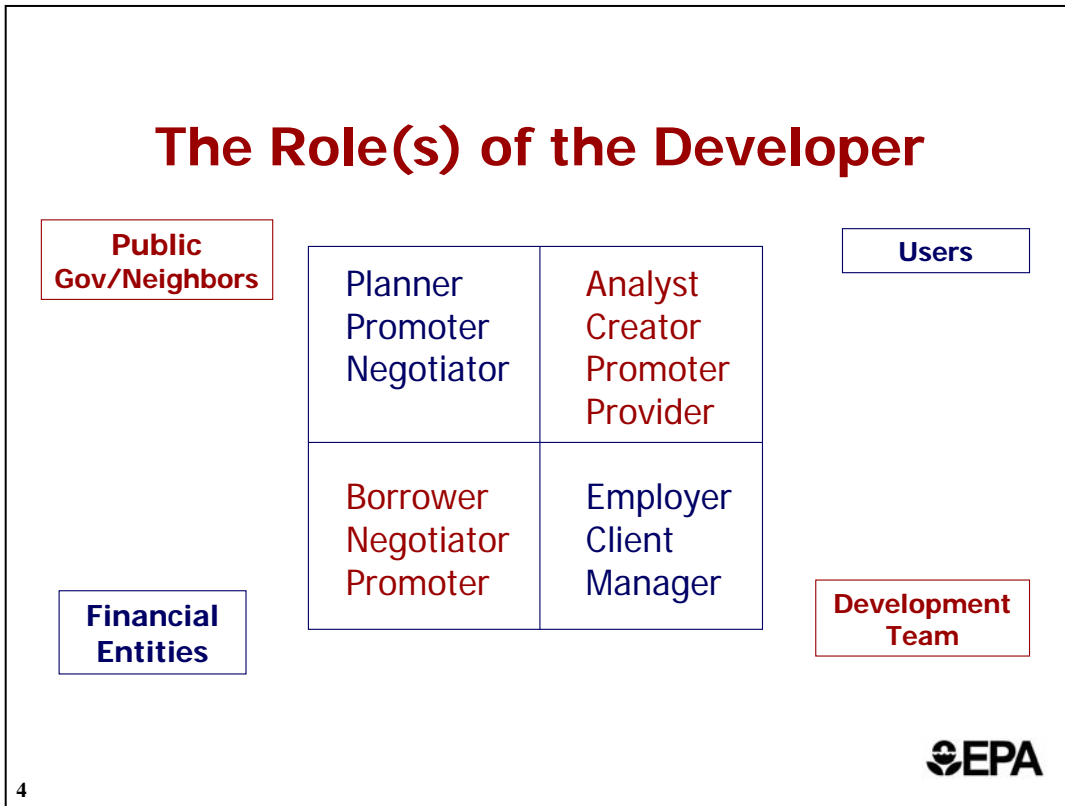 The Role(s) of the Developer
Public
Gov/Neighbors
Planner
Promoter
Negotiator
Analyst
Creator
Promoter
Provider
Users
Borrower
Negotiator
Promoter
Employer
Client
Manager
Financial
Entities
Development
Team
EPA
4